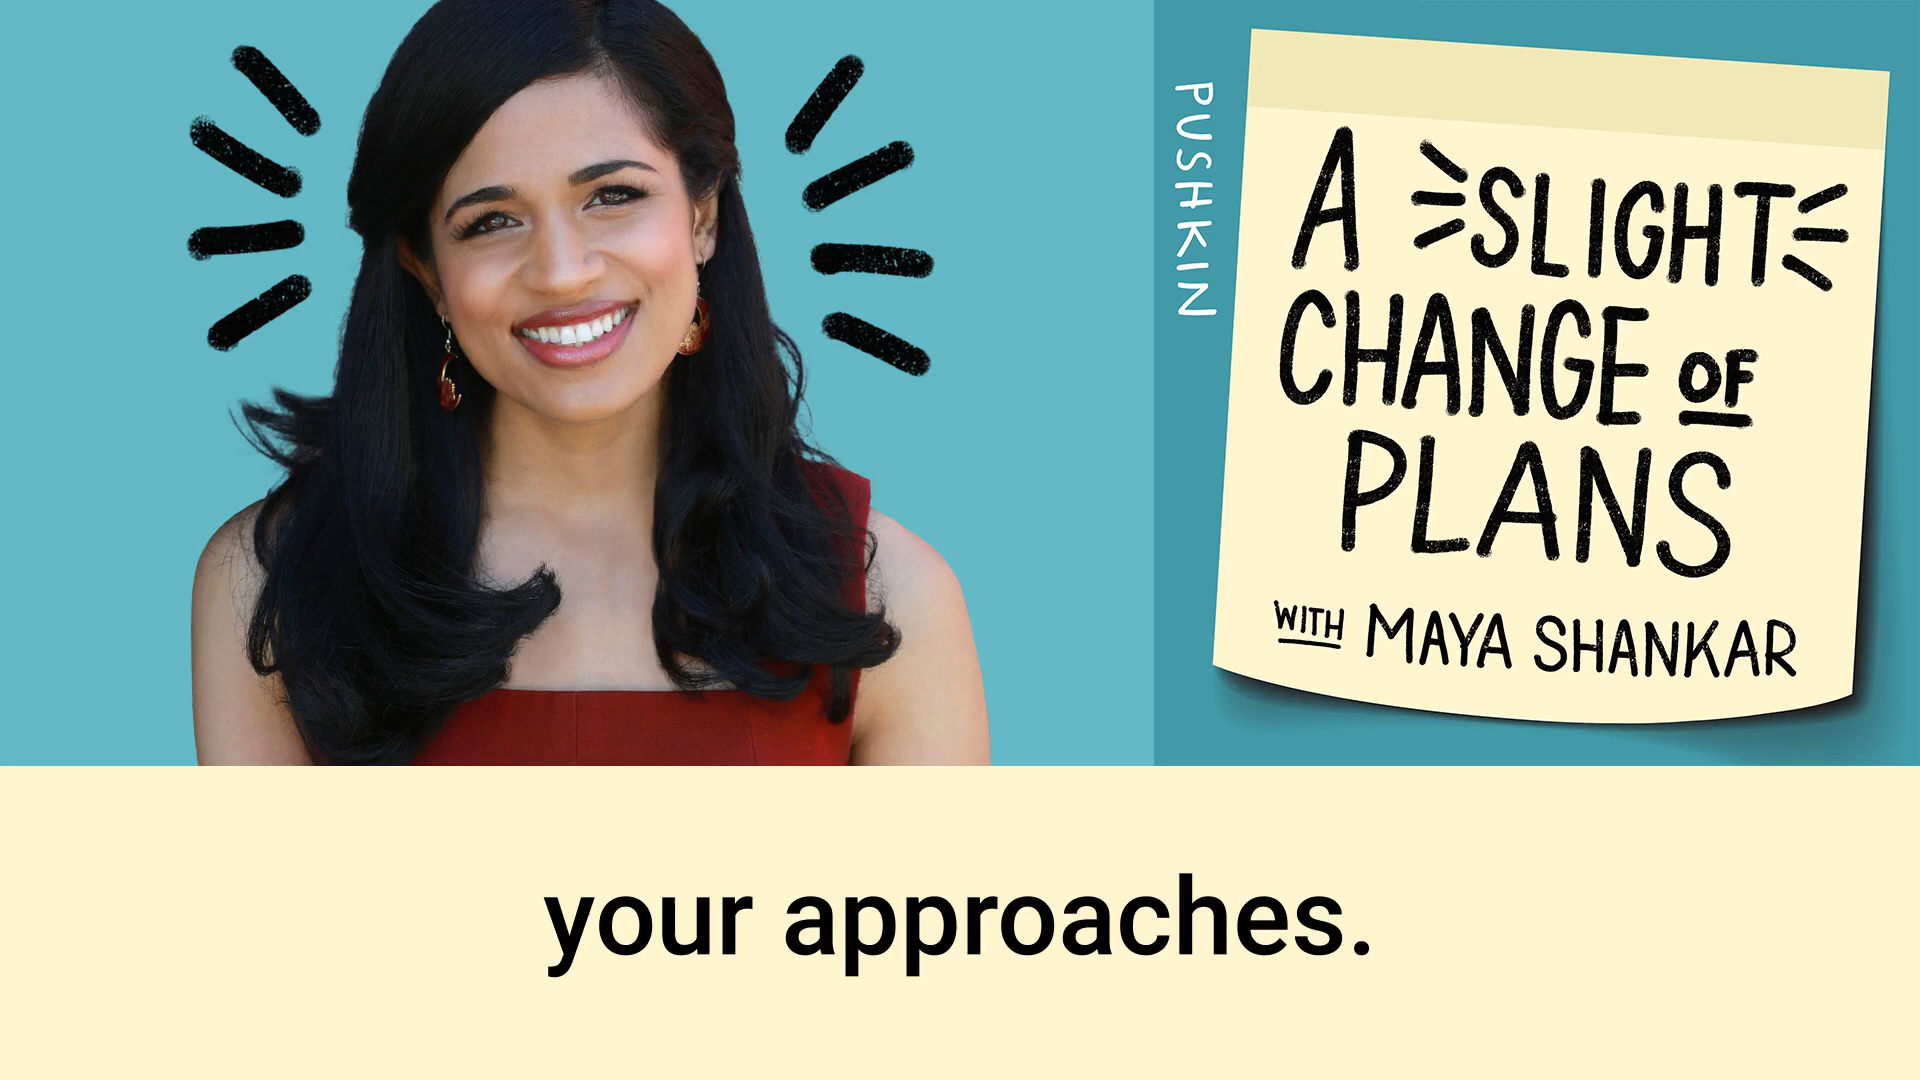 PUSHKIN
A SLIGHT
CHANGE OF
PLANS
WITH MAYA SHANKAR
your approaches.